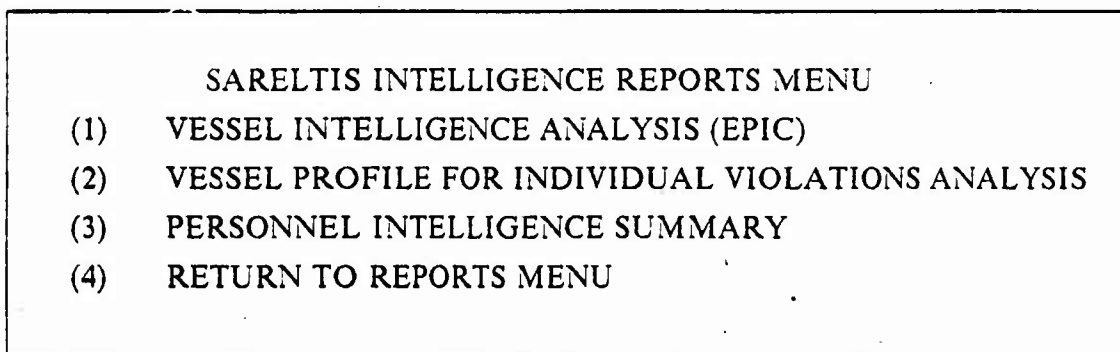 SARELTIS INTELLIGENCE REPORTS MENU
(1) VESSEL INTELLIGENCE ANALYSIS (EPIC)
(2) VESSEL PROFILE FOR INDIVIDUAL VIOLATIONS ANALYSIS
(3) PERSONNEL INTELLIGENCE SUMMARY
(4) RETURN TO REPORTS MENU